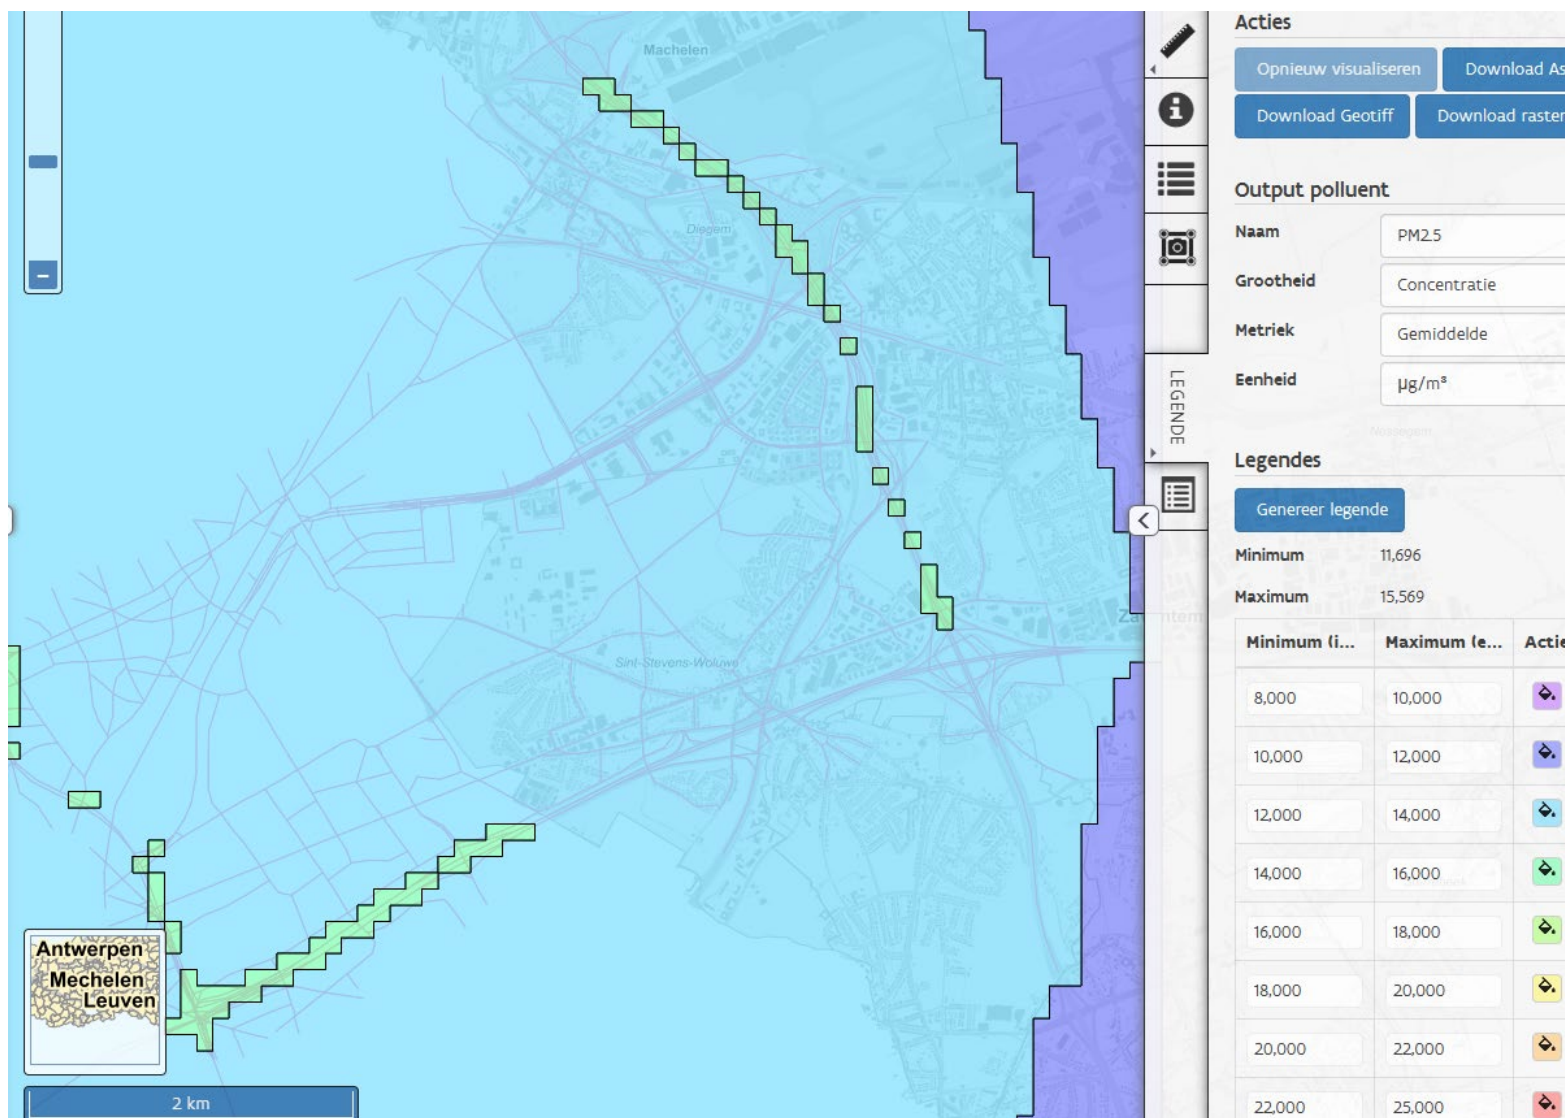 Machelen
Diegem
Sint-Stevens-Woluwe
Antwerpen
Mechelen
Leuven
2 km
LEGENDE
Acties
Opnieuw visualiseren
Download As
Download Geotiff
Download raster
Output polluent
Naam
PM2.5
Grootheid
Concentratie
Metriek
Gemiddelde
Eenheid
µg/m³
Nossegem
Legendes
Genereer legende
Minimum 11,696
Maximum 15,569
Zaventem
Minimum (i... Maximum (e... Actie
8,000 10,000
10,000 12,000
12,000 14,000
14,000 16,000
16,000 18,000
18,000 20,000
20,000 22,000
22,000 25,000